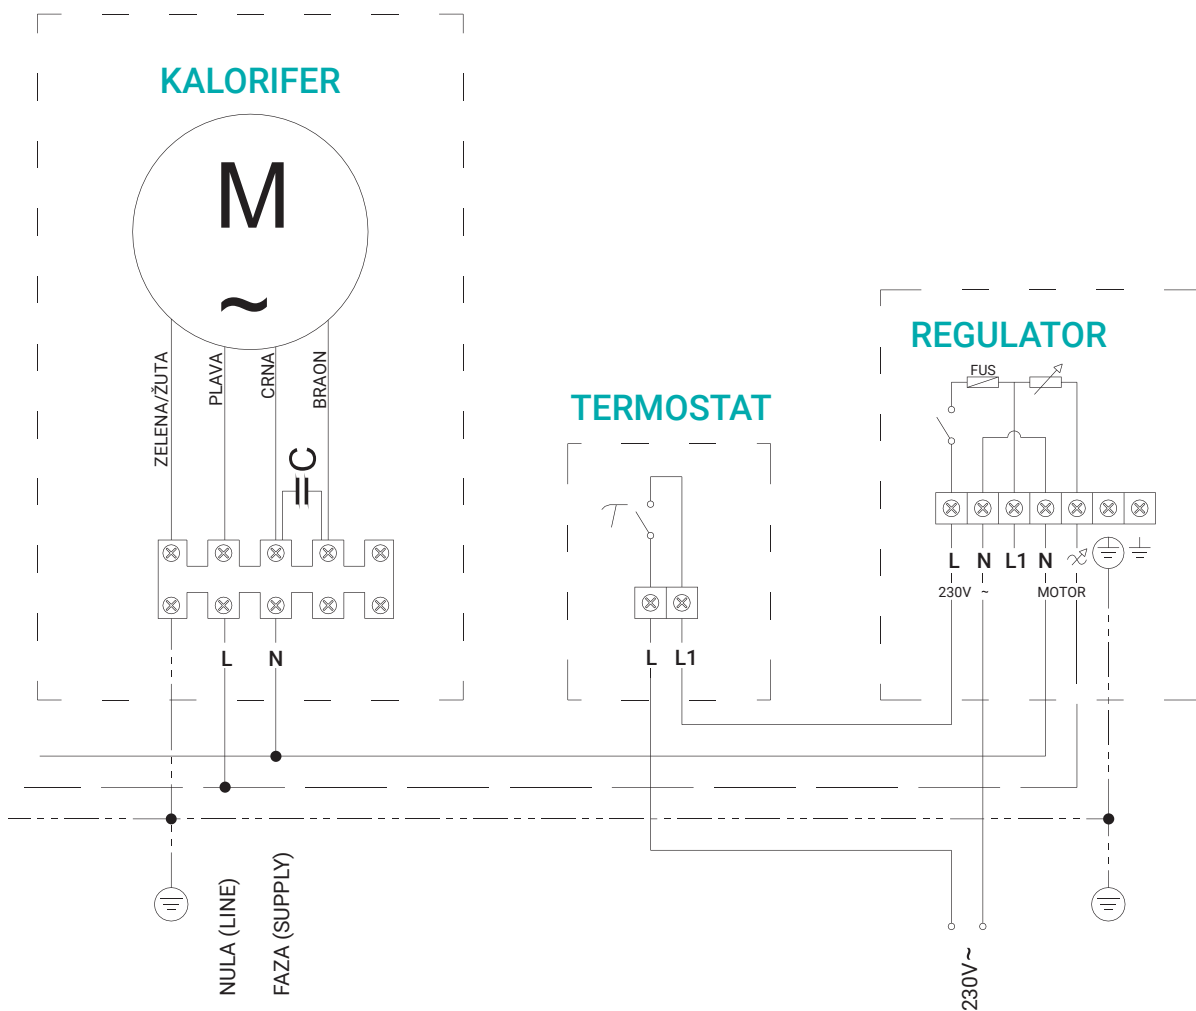 KALORIFER
M
~
ZELENA/ŽUTA
PLAVA
CRNA
BRAON
C
L
N
TERMOSTAT
L
L1
REGULATOR
FUS
L N L1 N
230V ~
MOTOR
NULA (LINE)
FAZA (SUPPLY)
230V~